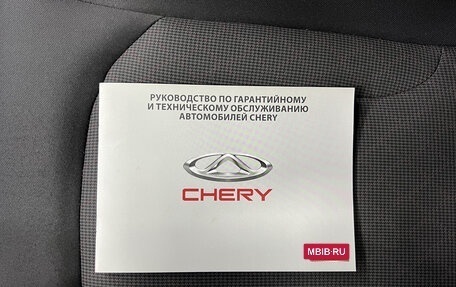 РУКОВОДСТВО ПО ГАРАНТИЙНОМУ
И ТЕХНИЧЕСКОМУ ОБСЛУЖИВАНИЮ
АВТОМОБИЛЕЙ CHERY
CHERY
MBIB.RU